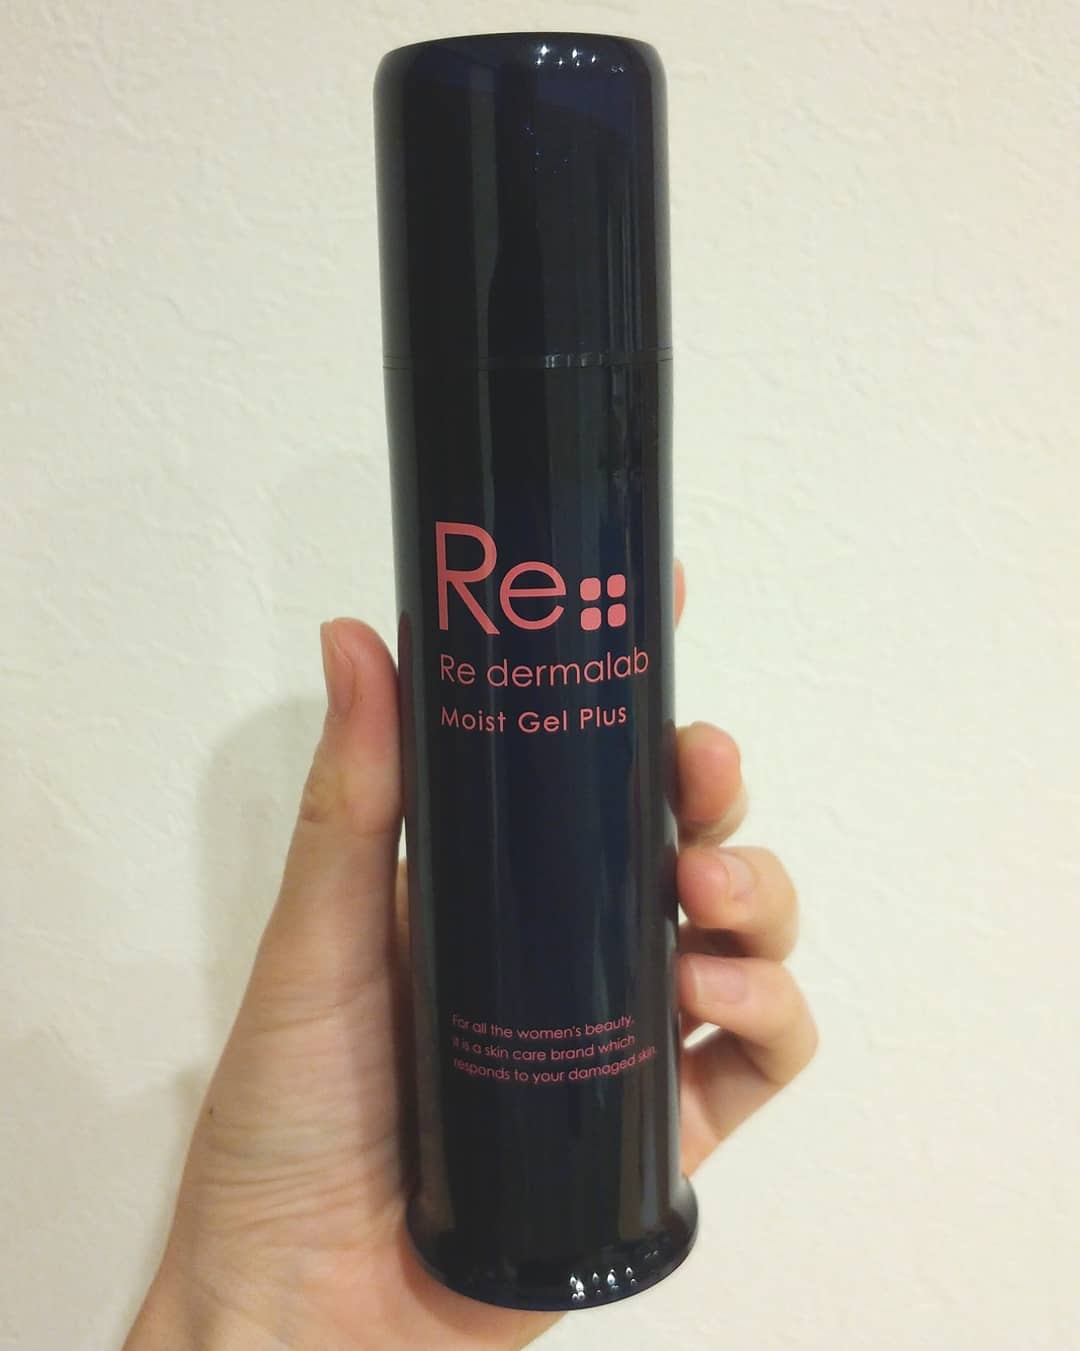 Re
Re dermalab
Moist Gel Plus
For all the women's beauty,
it is a skin care brand which
responds to your damaged skin.